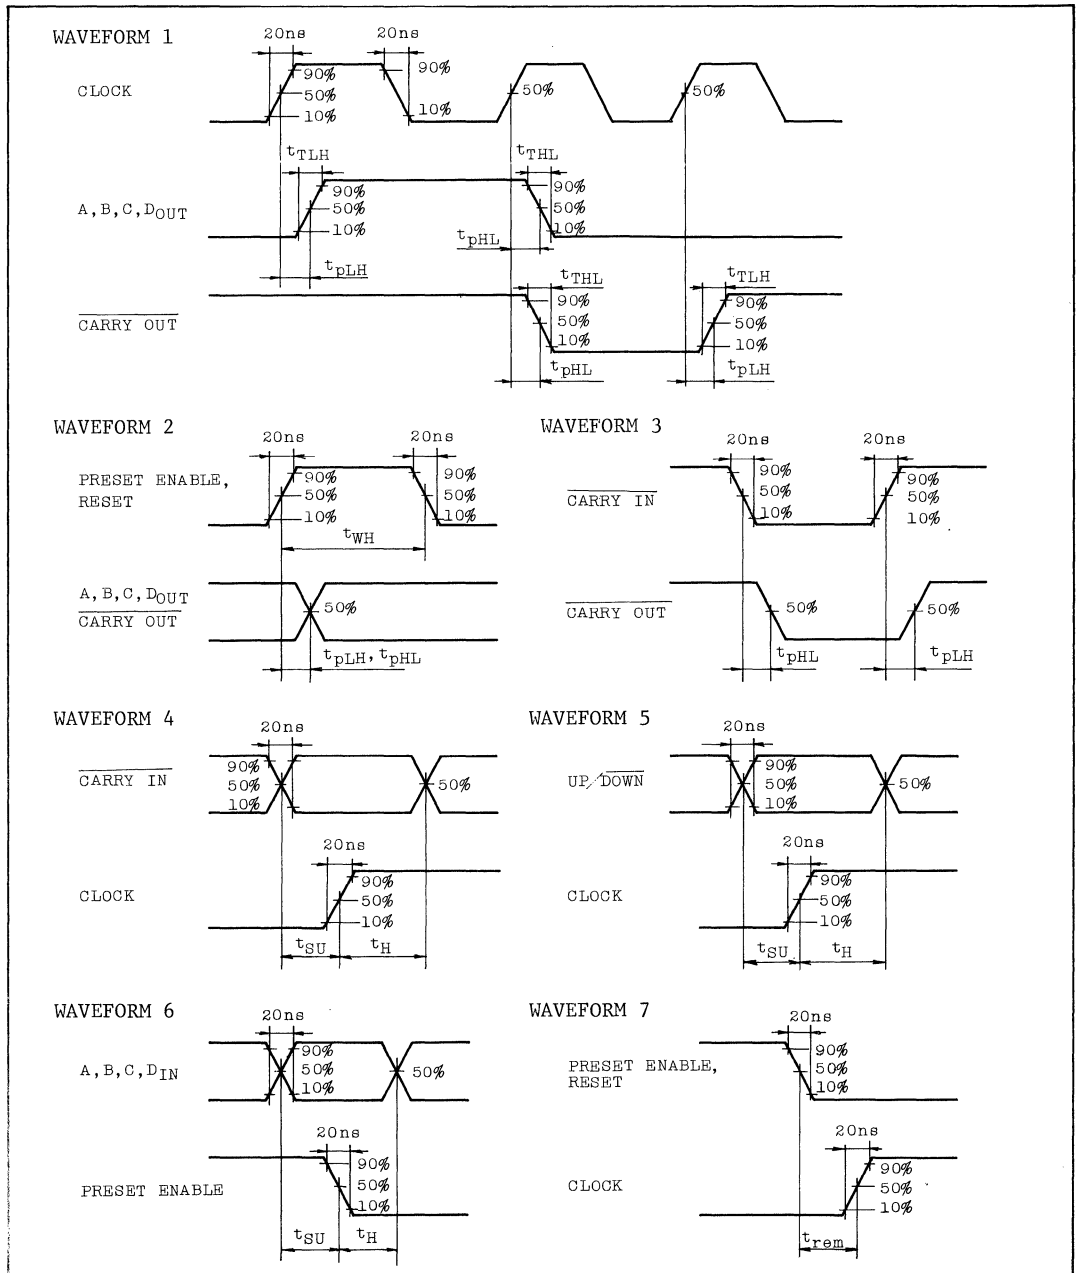 WAVEFORM 1
20ns 20ns
CLOCK
90% 90%
50% 50% 50%
10% 10%
tTLH tTHL
A,B,C,DOUT
90% 90%
50% 50%
10% 10%
tpHL
tpLH
tTHL tTLH
CARRY OUT
90% 90%
50% 50%
10% 10%
tpHL tpLH
WAVEFORM 2
20ns 20ns
PRESET ENABLE,
RESET
90% 90%
50% 50%
10% 10%
tWH
A,B,C,DOUT
CARRY OUT
50%
tpLH,tpHL
WAVEFORM 3
20ns 20ns
CARRY IN
90% 90%
50% 50%
10% 10%
CARRY OUT
50% 50%
tpHL tpLH
WAVEFORM 4
20ns
CARRY IN
90%
50% 50%
10%
20ns
CLOCK
90%
50%
10%
tSU tH
WAVEFORM 5
20ns
UP/DOWN
90%
50% 50%
10%
20ns
CLOCK
90%
50%
10%
tSU tH
WAVEFORM 6
20ns
A,B,C,DIN
90%
50% 50%
10%
20ns
PRESET ENABLE
90%
50%
10%
tSU tH
WAVEFORM 7
20ns
PRESET ENABLE,
RESET
90%
50%
10%
20ns
CLOCK
90%
50%
10%
trem